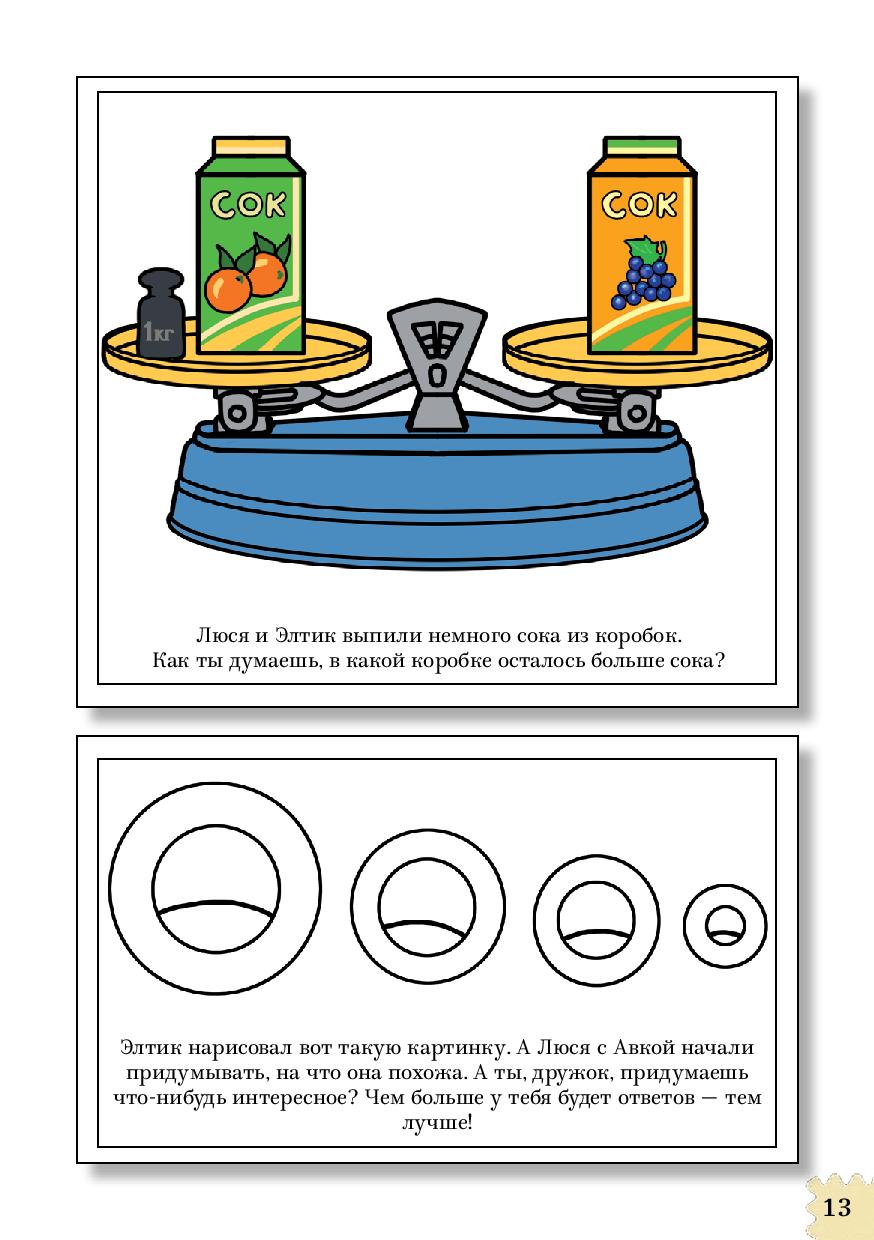 СОК
СОК
1кг
Люся и Элтик выпили немного сока из коробок.
Как ты думаешь, в какой коробке осталось больше сока?
Элтик нарисовал вот такую картинку. А Люся с Авкой начали
придумывать, на что она похожа. А ты, дружок, придумаешь
что-нибудь интересное? Чем больше у тебя будет ответов — тем
лучше!
13